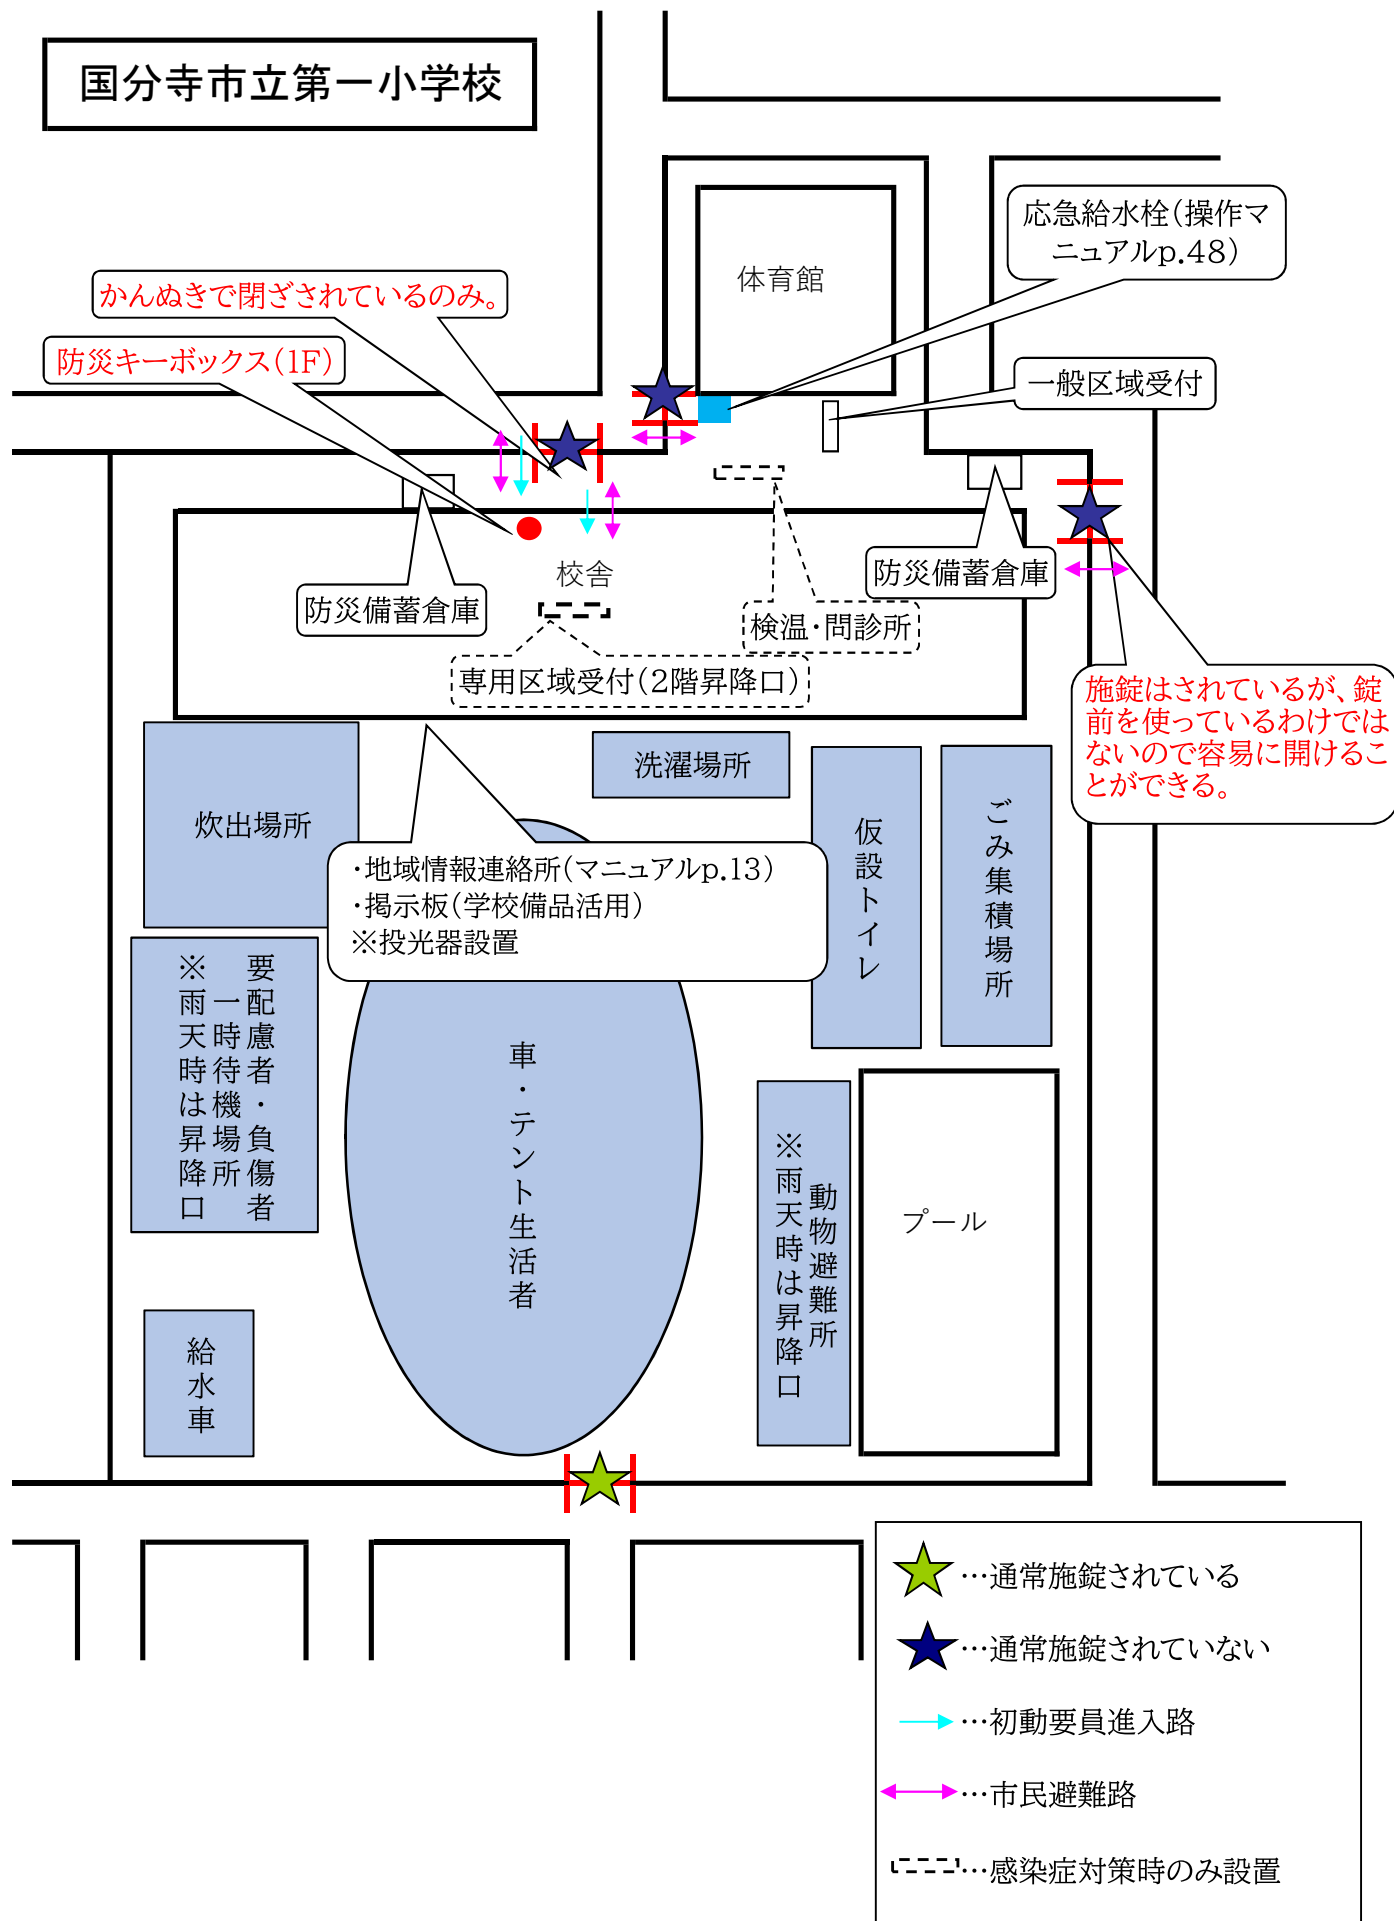 国分寺市立第一小学校
応急給水栓（操作マ
ニュアルp.48）
体育館
かんぬきで閉ざされているのみ。
防災キーボックス（1F）
一般区域受付
校舎
防災備蓄倉庫
防災備蓄倉庫
検温・問診所
専用区域受付（2階昇降口）
施錠はされているが、錠
前を使っているわけでは
ないので容易に開けるこ
とができる。
洗濯場所
炊出場所
仮設トイレ
ごみ集積場所
・地域情報連絡所（マニュアルp.13）
・掲示板（学校備品活用）
※投光器設置
要配慮者・負傷者
一時待機場所
※雨天時は昇降口
車・テント生活者
動物避難所
※雨天時は昇降口
プール
給水車
…通常施錠されている
…通常施錠されていない
…初動要員進入路
…市民避難路
…感染症対策時のみ設置